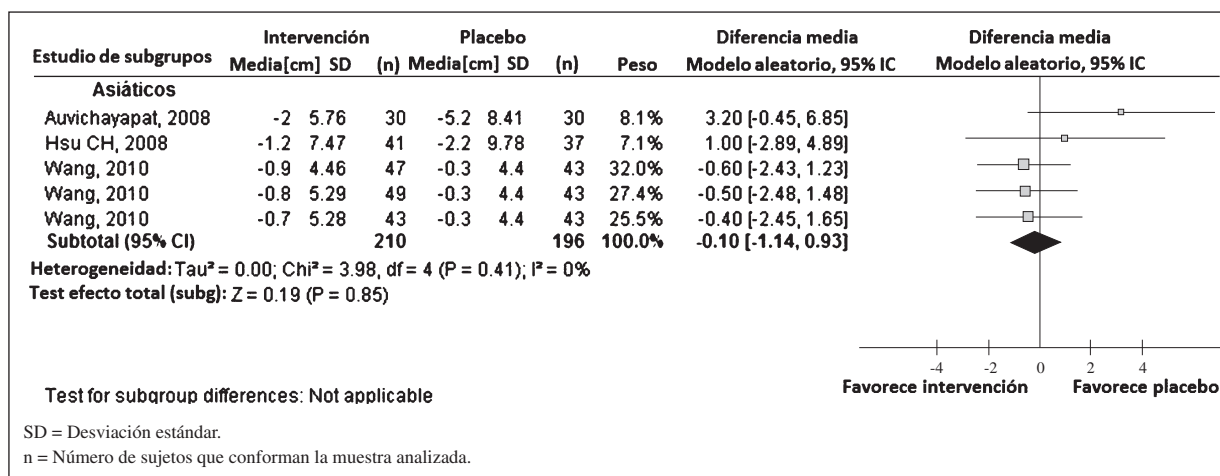 Intervención Placebo Diferencia media Diferencia media
Estudio de subgrupos Media[cm] SD (n) Media[cm] SD (n) Peso Modelo aleatorio, 95% IC Modelo aleatorio, 95% IC
Asiáticos
Auvichayapat, 2008 -2 5.76 30 -5.2 8.41 30 8.1% 3.20 [-0.45, 6.85]
Hsu CH, 2008 -1.2 7.47 41 -2.2 9.78 37 7.1% 1.00 [-2.89, 4.89]
Wang, 2010 -0.9 4.46 47 -0.3 4.4 43 32.0% -0.60 [-2.43, 1.23]
Wang, 2010 -0.8 5.29 49 -0.3 4.4 43 27.4% -0.50 [-2.48, 1.48]
Wang, 2010 -0.7 5.28 43 -0.3 4.4 43 25.5% -0.40 [-2.45, 1.65]
Subtotal (95% CI) 210 196 100.0% -0.10 [-1.14, 0.93]
Heterogeneidad: Tau² = 0.00; Chi² = 3.98, df = 4 (P = 0.41); I² = 0%
Test efecto total (subg): Z = 0.19 (P = 0.85)
-4 -2 0 2 4
Favorece intervención Favorece placebo
Test for subgroup differences: Not applicable
SD = Desviación estándar.
n = Número de sujetos que conforman la muestra analizada.